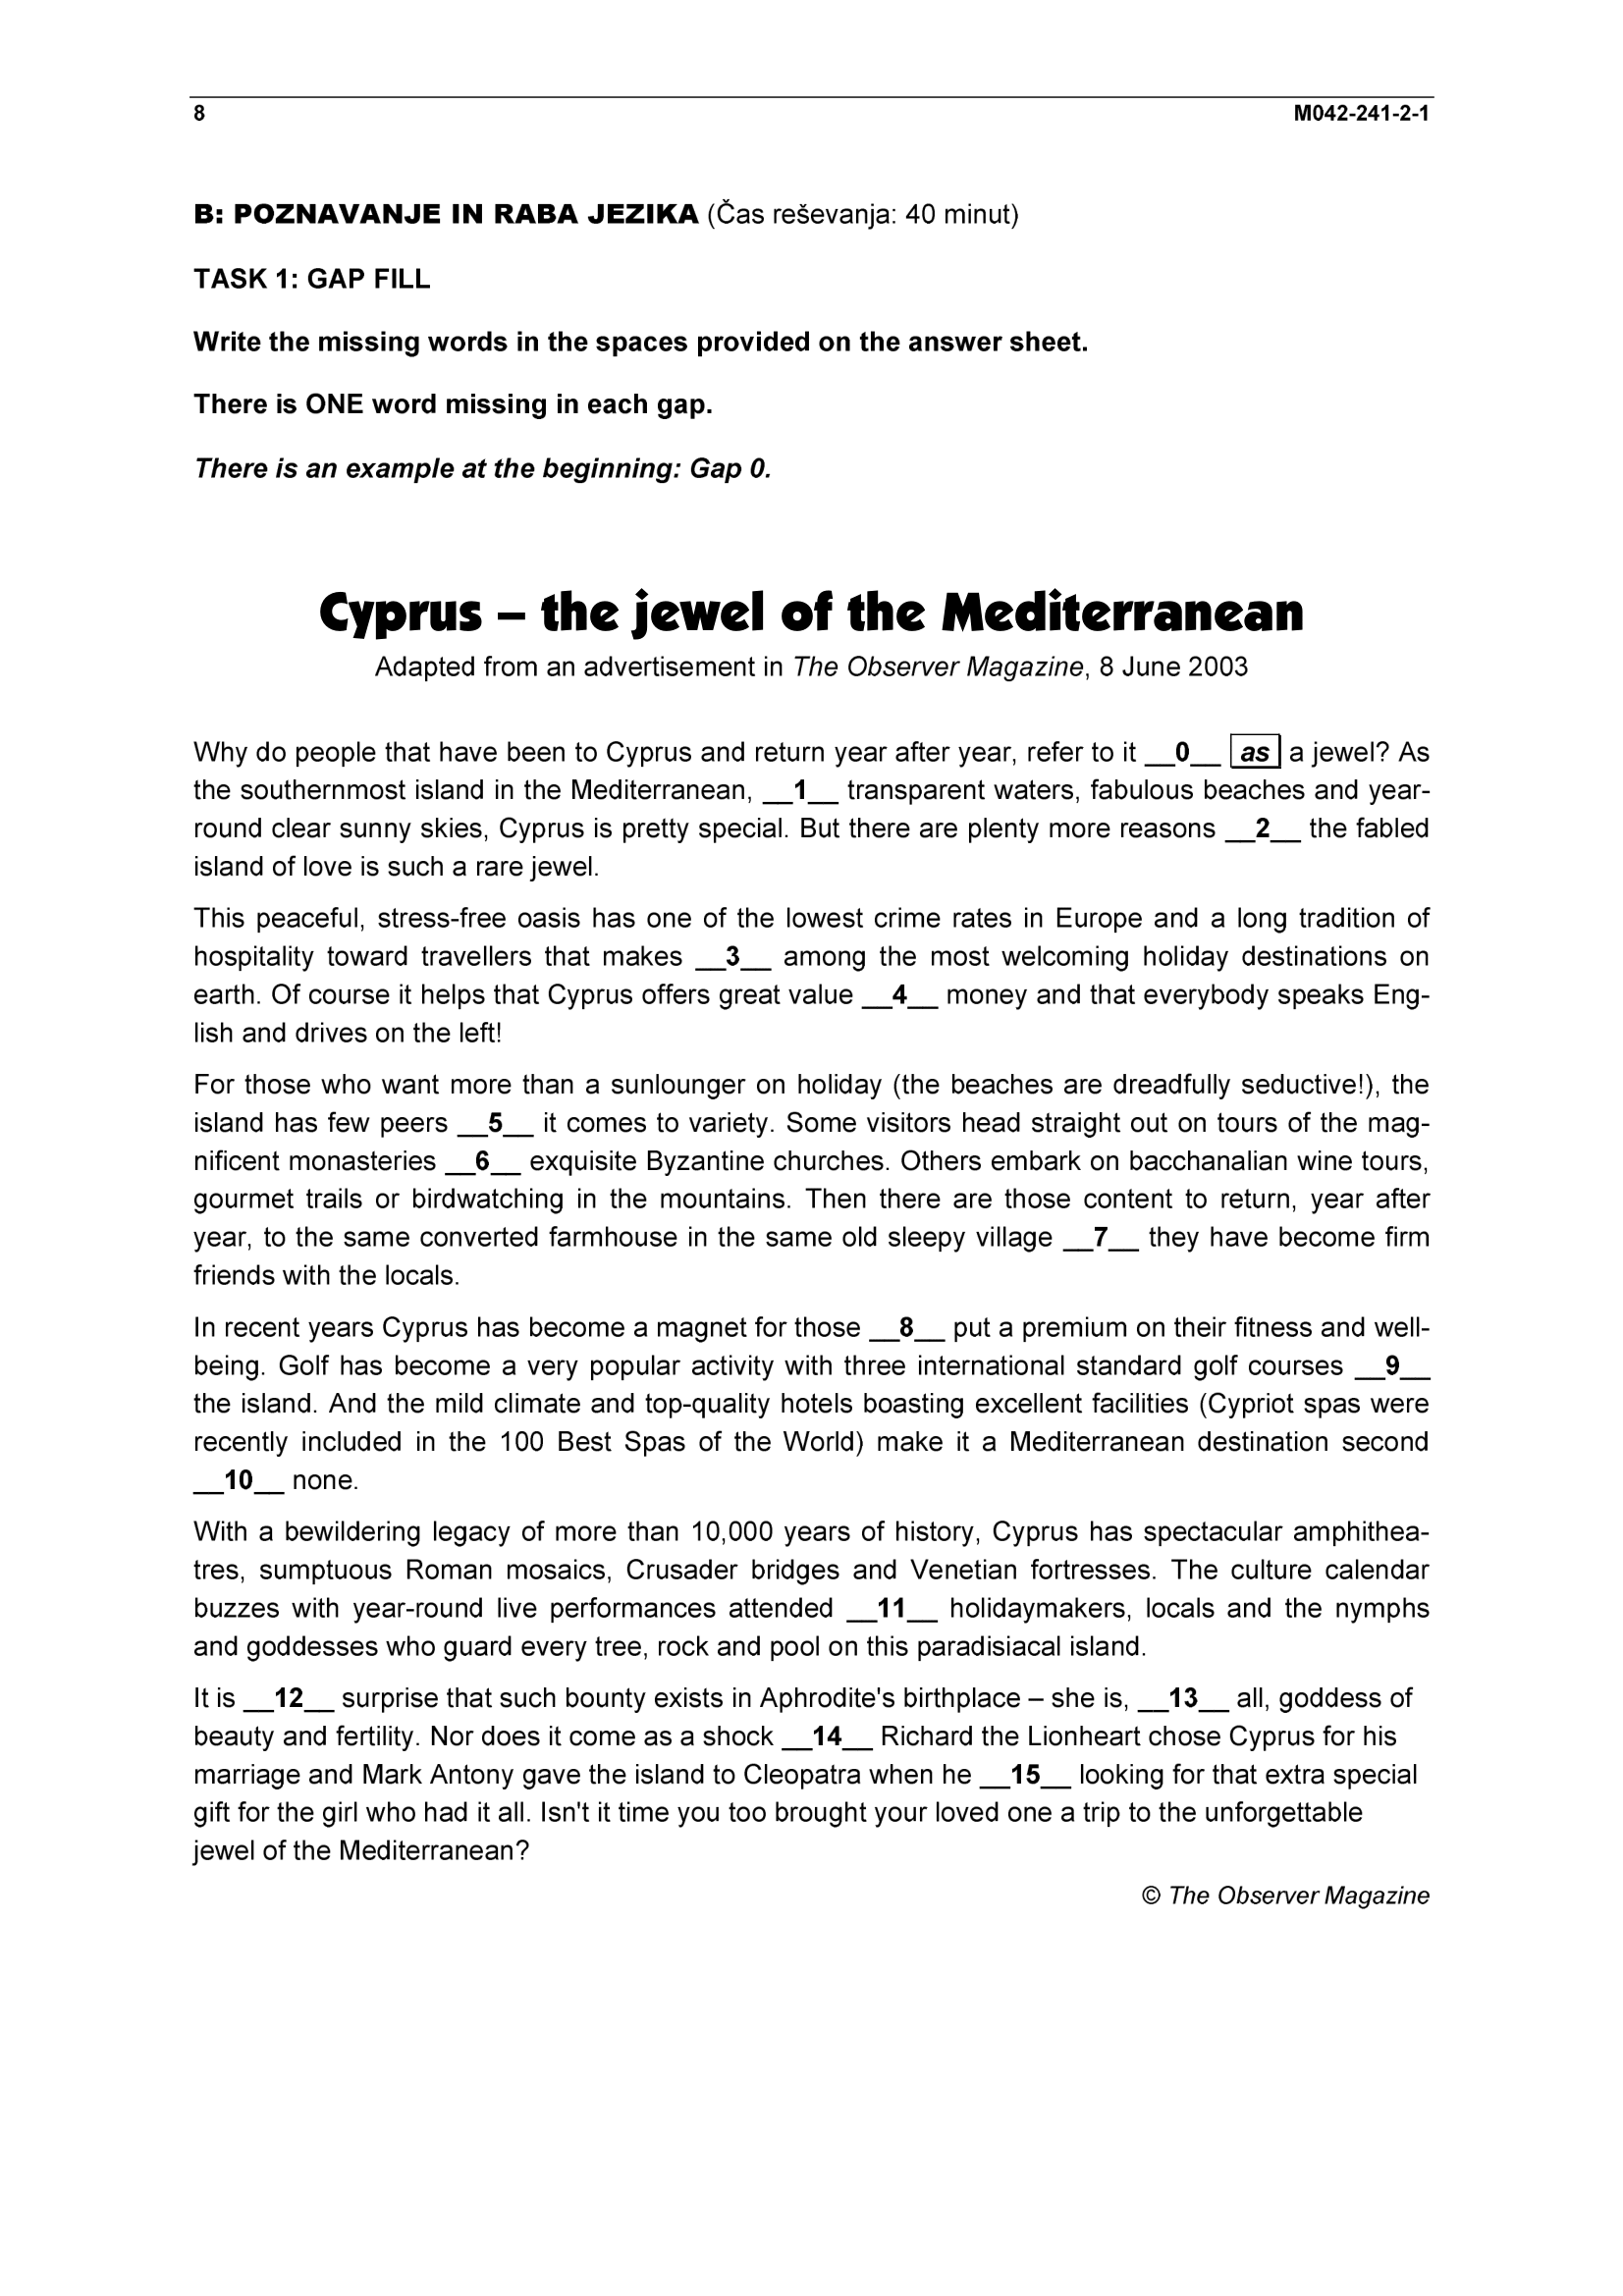 8 M042-241-2-1
B: POZNAVANJE IN RABA JEZIKA (Čas reševanja: 40 minut)
TASK 1: GAP FILL
Write the missing words in the spaces provided on the answer sheet.
There is ONE word missing in each gap.
There is an example at the beginning: Gap 0.
Cyprus – the jewel of the Mediterranean
Adapted from an advertisement in The Observer Magazine, 8 June 2003
Why do people that have been to Cyprus and return year after year, refer to it __0__ as a jewel? As
the southernmost island in the Mediterranean, __1__ transparent waters, fabulous beaches and year-
round clear sunny skies, Cyprus is pretty special. But there are plenty more reasons __2__ the fabled
island of love is such a rare jewel.
This peaceful, stress-free oasis has one of the lowest crime rates in Europe and a long tradition of
hospitality toward travellers that makes __3__ among the most welcoming holiday destinations on
earth. Of course it helps that Cyprus offers great value __4__ money and that everybody speaks Eng-
lish and drives on the left!
For those who want more than a sunlounger on holiday (the beaches are dreadfully seductive!), the
island has few peers __5__ it comes to variety. Some visitors head straight out on tours of the mag-
nificent monasteries __6__ exquisite Byzantine churches. Others embark on bacchanalian wine tours,
gourmet trails or birdwatching in the mountains. Then there are those content to return, year after
year, to the same converted farmhouse in the same old sleepy village __7__ they have become firm
friends with the locals.
In recent years Cyprus has become a magnet for those __8__ put a premium on their fitness and well-
being. Golf has become a very popular activity with three international standard golf courses __9__
the island. And the mild climate and top-quality hotels boasting excellent facilities (Cypriot spas were
recently included in the 100 Best Spas of the World) make it a Mediterranean destination second
__10__ none.
With a bewildering legacy of more than 10,000 years of history, Cyprus has spectacular amphithea-
tres, sumptuous Roman mosaics, Crusader bridges and Venetian fortresses. The culture calendar
buzzes with year-round live performances attended __11__ holidaymakers, locals and the nymphs
and goddesses who guard every tree, rock and pool on this paradisiacal island.
It is __12__ surprise that such bounty exists in Aphrodite's birthplace – she is, __13__ all, goddess of
beauty and fertility. Nor does it come as a shock __14__ Richard the Lionheart chose Cyprus for his
marriage and Mark Antony gave the island to Cleopatra when he __15__ looking for that extra special
gift for the girl who had it all. Isn't it time you too brought your loved one a trip to the unforgettable
jewel of the Mediterranean?
© The Observer Magazine